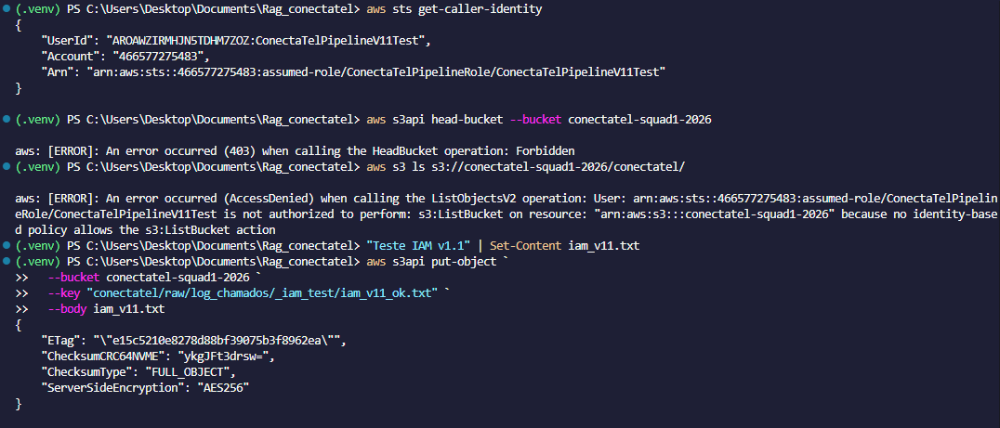 (.venv) PS C:\Users\Desktop\Documents\Rag_conectatel> aws sts get-caller-identity
{
    "UserId": "AROAWZIRMHJN5TDHM7ZOZ:ConectaTelPipelineV11Test",
    "Account": "466577275483",
    "Arn": "arn:aws:sts::466577275483:assumed-role/ConectaTelPipelineRole/ConectaTelPipelineV11Test"
}
(.venv) PS C:\Users\Desktop\Documents\Rag_conectatel> aws s3api head-bucket --bucket conectatel-squad1-2026
aws: [ERROR]: An error occurred (403) when calling the HeadBucket operation: Forbidden
(.venv) PS C:\Users\Desktop\Documents\Rag_conectatel> aws s3 ls s3://conectatel-squad1-2026/conectatel/
aws: [ERROR]: An error occurred (AccessDenied) when calling the ListObjectsV2 operation: User: arn:aws:sts::466577275483:assumed-role/ConectaTelPipelin
eRole/ConectaTelPipelineV11Test is not authorized to perform: s3:ListBucket on resource: "arn:aws:s3:::conectatel-squad1-2026" because no identity-base
d policy allows the s3:ListBucket action
(.venv) PS C:\Users\Desktop\Documents\Rag_conectatel> "Teste IAM v1.1" | Set-Content iam_v11.txt
(.venv) PS C:\Users\Desktop\Documents\Rag_conectatel> aws s3api put-object `
>>   --bucket conectatel-squad1-2026 `
>>   --key "conectatel/raw/log_chamados/_iam_test/iam_v11_ok.txt" `
>>   --body iam_v11.txt
{
    "ETag": "\"e15c5210e8278d88bf39075b3f8962ea\"",
    "ChecksumCRC64NVME": "ykgJFt3drsw=",
    "ChecksumType": "FULL_OBJECT",
    "ServerSideEncryption": "AES256"
}